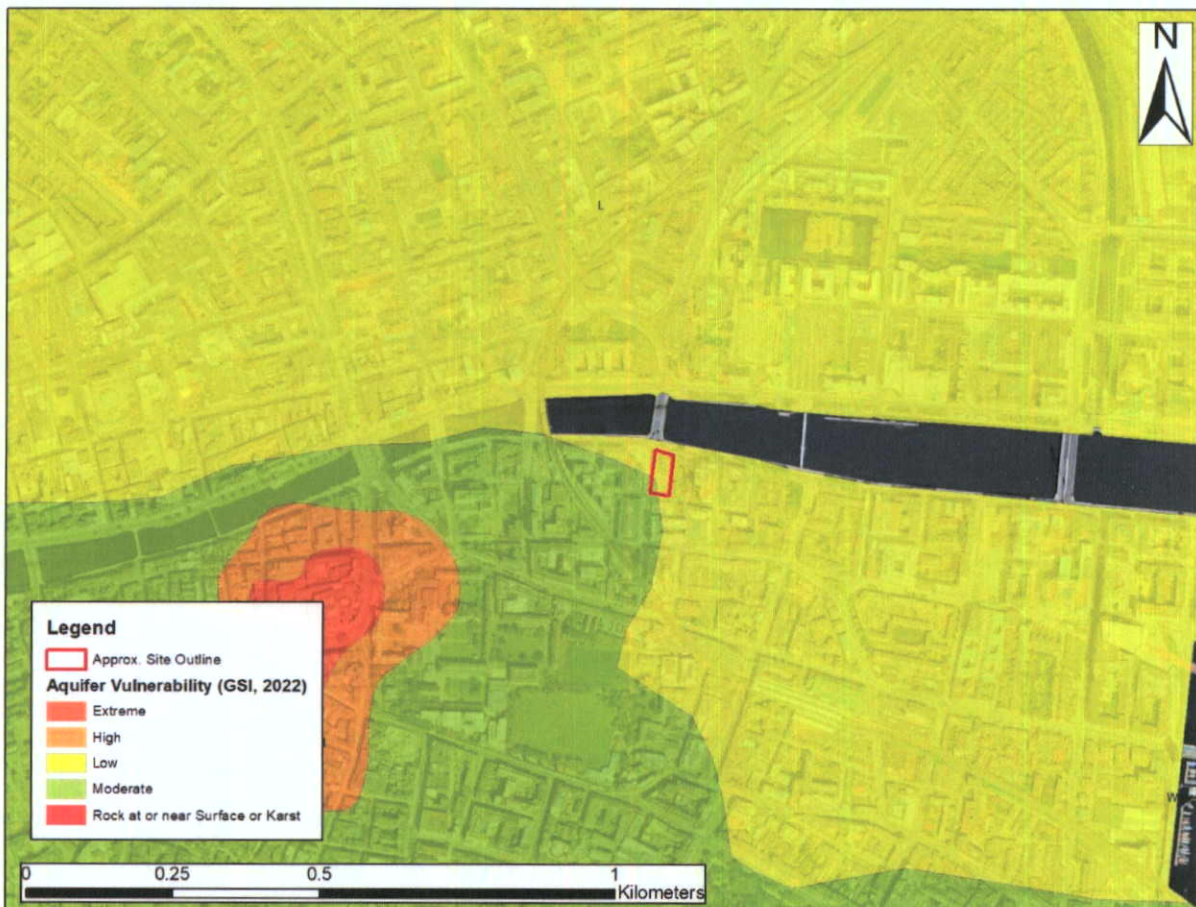 N
L
W
Legend
Approx. Site Outline
Aquifer Vulnerability (GSI, 2022)
Extreme
High
Low
Moderate
Rock at or near Surface or Karst
0 0.25 0.5 1
Kilometers